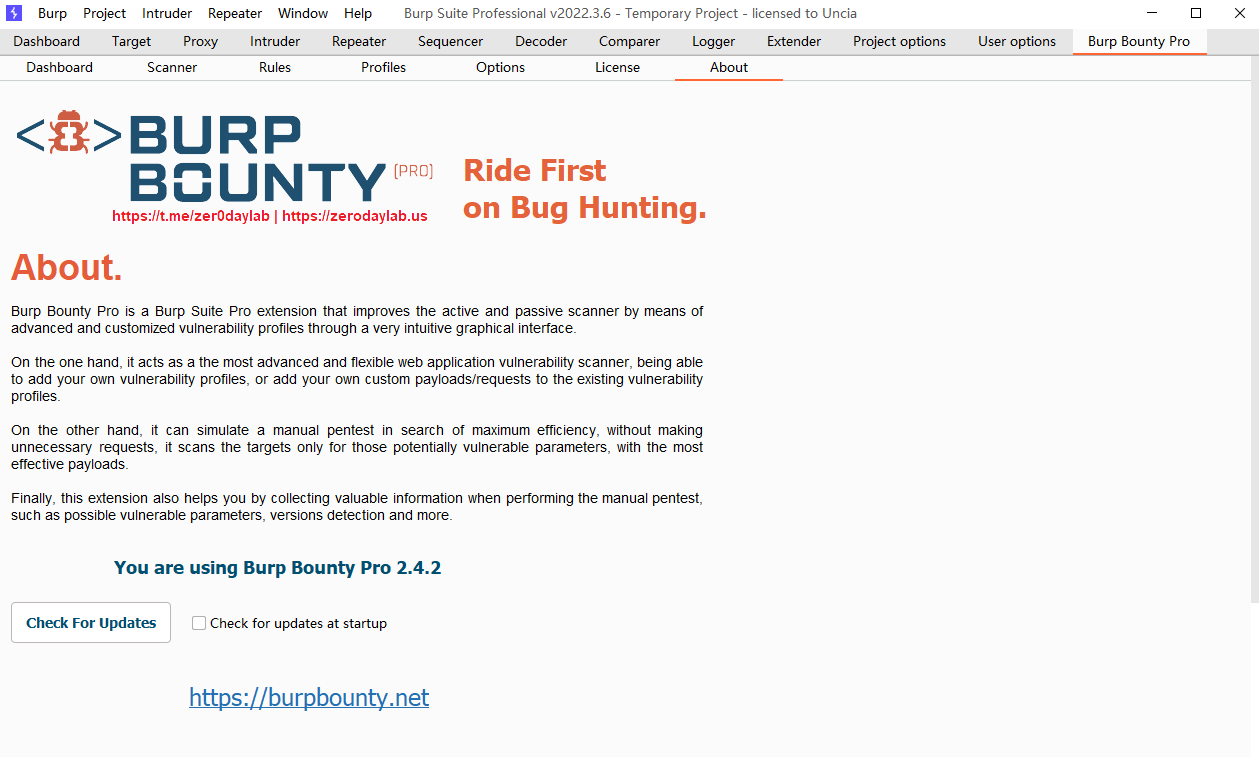 Burp Project Intruder Repeater Window Help Burp Suite Professional v2022.3.6 - Temporary Project - licensed to Uncia
Dashboard Target Proxy Intruder Repeater Sequencer Decoder Comparer Logger Extender Project options User options Burp Bounty Pro
Dashboard Scanner Rules Profiles Options License About
<>BURP
BOUNTY [PRO]
https://t.me/zer0daylab | https://zerodaylab.us
Ride First
on Bug Hunting.
About.
Burp Bounty Pro is a Burp Suite Pro extension that improves the active and passive scanner by means of
advanced and customized vulnerability profiles through a very intuitive graphical interface.
On the one hand, it acts as a the most advanced and flexible web application vulnerability scanner, being able
to add your own vulnerability profiles, or add your own custom payloads/requests to the existing vulnerability
profiles.
On the other hand, it can simulate a manual pentest in search of maximum efficiency, without making
unnecessary requests, it scans the targets only for those potentially vulnerable parameters, with the most
effective payloads.
Finally, this extension also helps you by collecting valuable information when performing the manual pentest,
such as possible vulnerable parameters, versions detection and more.
You are using Burp Bounty Pro 2.4.2
Check For Updates Check for updates at startup
https://burpbounty.net